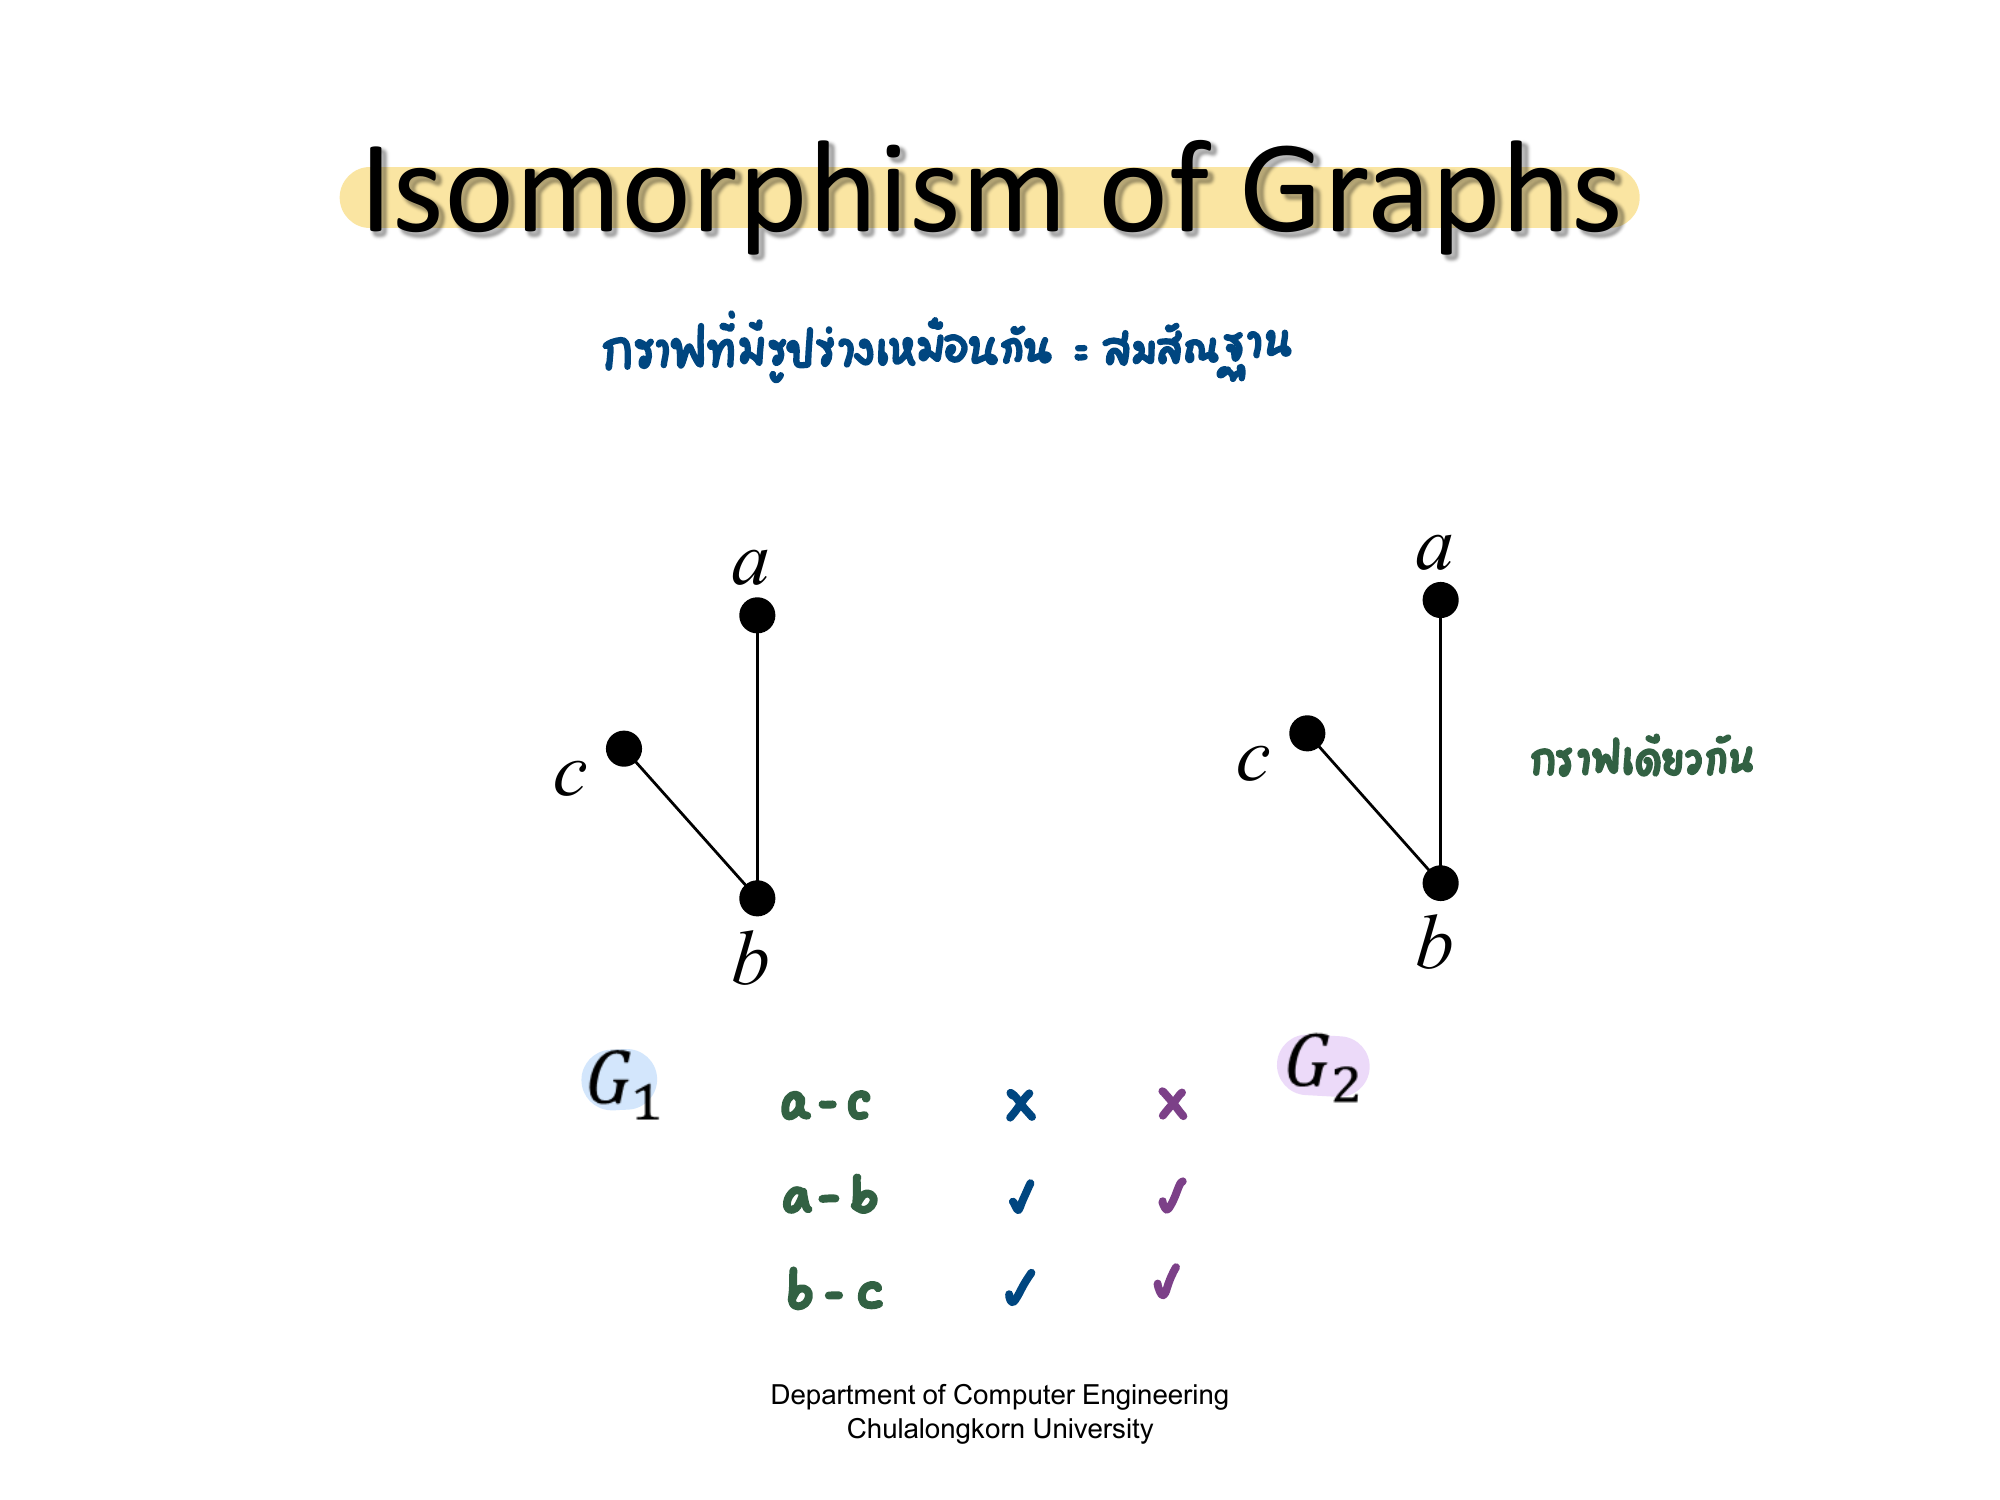 Isomorphism of Graphs
กราฟที่มีรูปร่างเหมือนกัน = สมสัณฐาน
a
a
c
c
กราฟเดียวกัน
b
b
G₁
G₂
a - c x x
a - b ✓ ✓
b - c ✓ ✓
Department of Computer Engineering
Chulalongkorn University